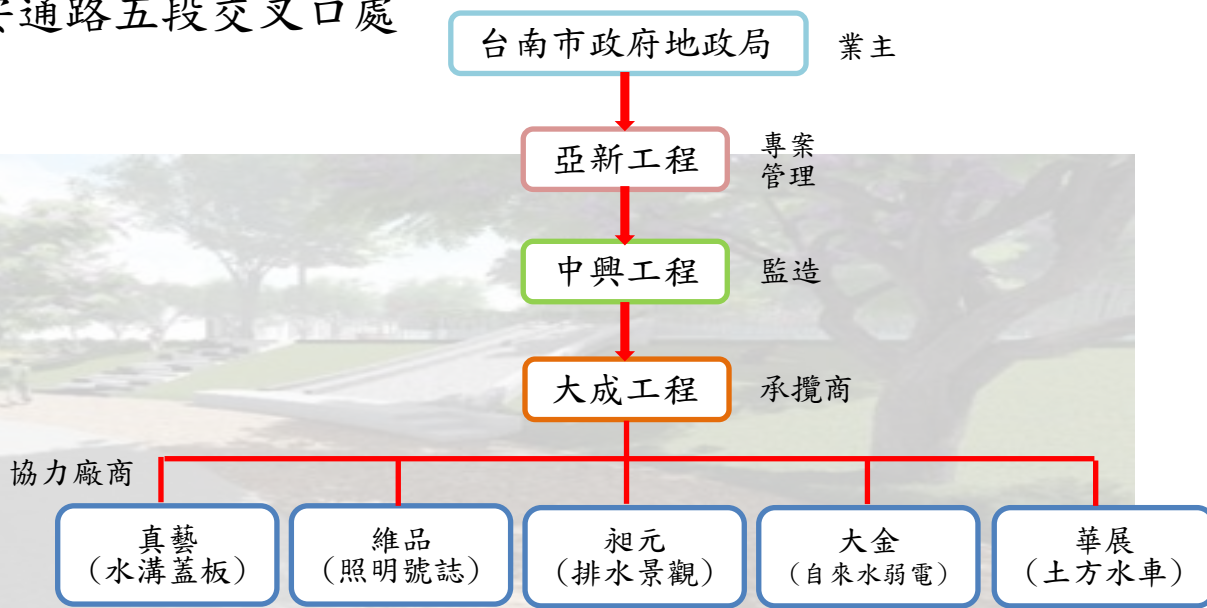 通路五段交叉口處
台南市政府地政局
業主
亞新工程
專案
管理
中興工程
監造
大成工程
承攬商
協力廠商
真藝
（水溝蓋板）
維品
（照明號誌）
昶元
（排水景觀）
大金
（自來水弱電）
華展
（土方水車）